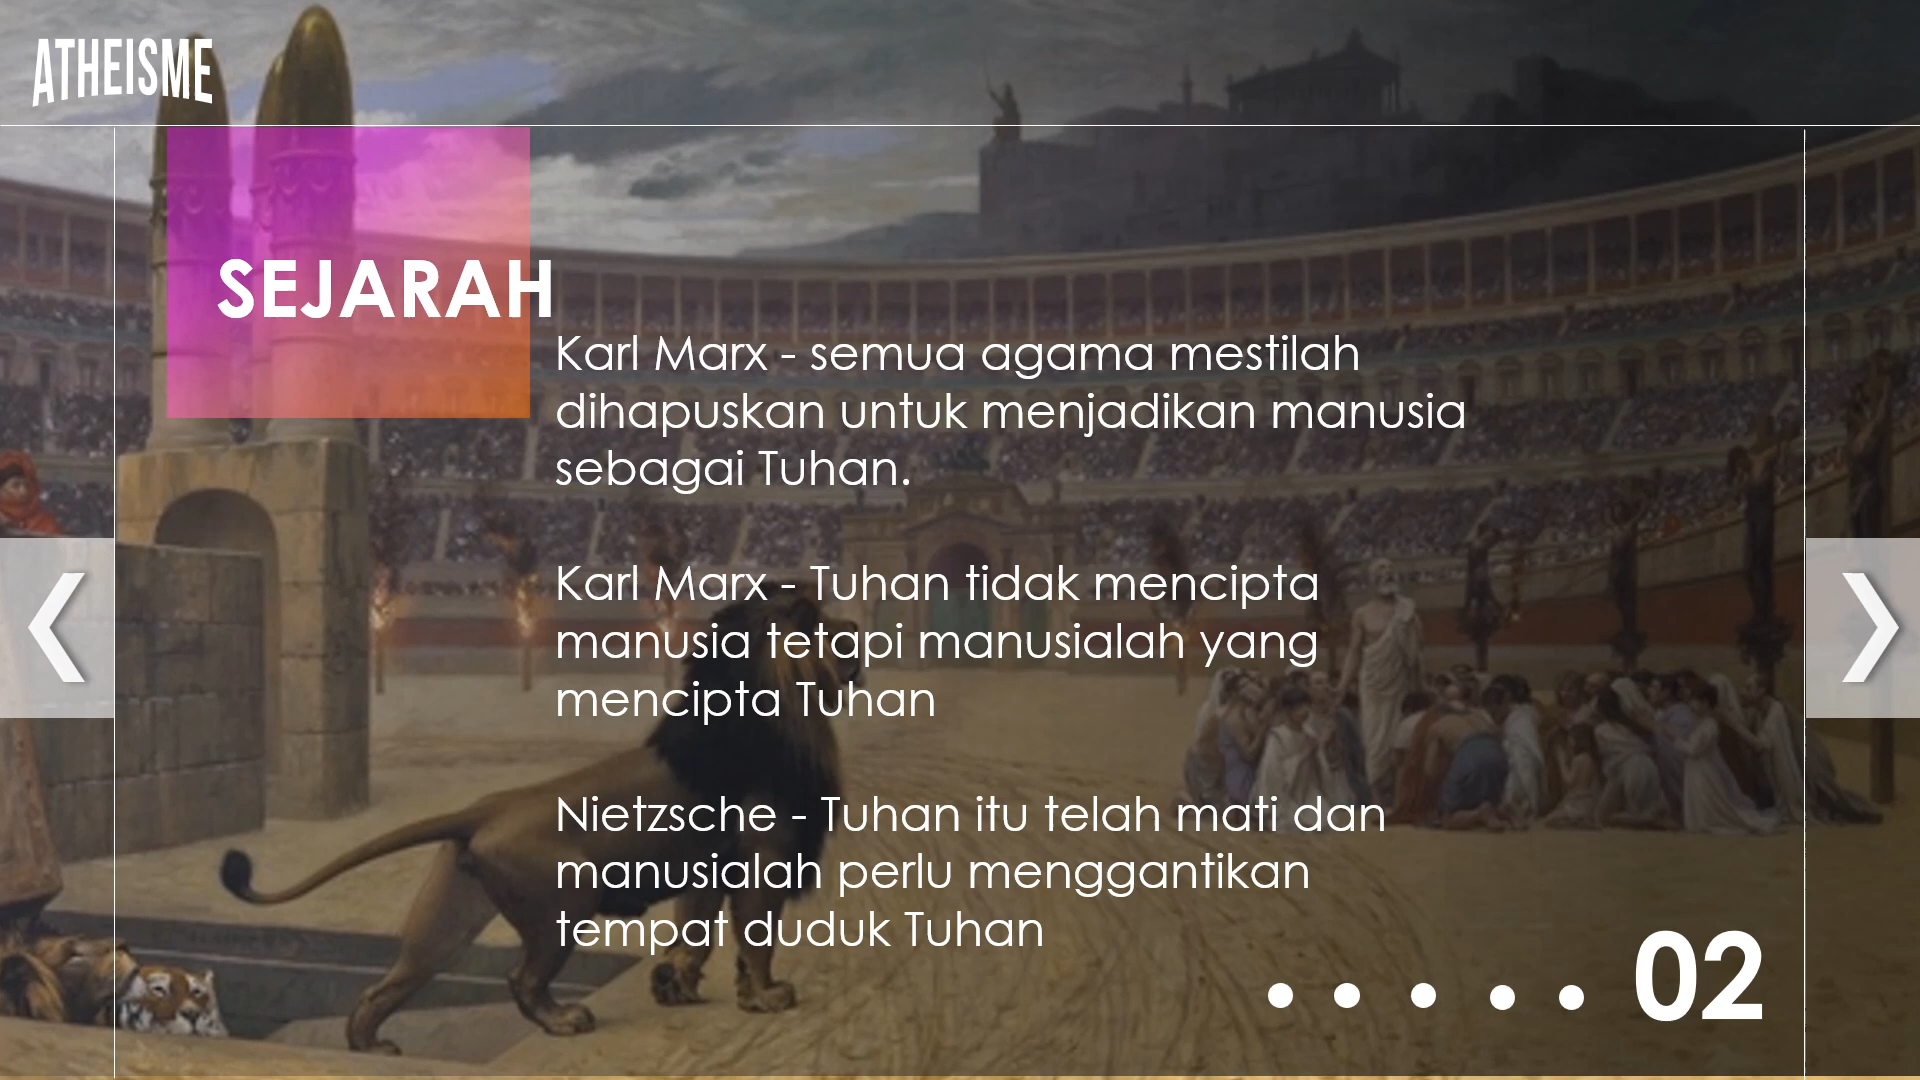 ATHEISME
SEJARAH
Karl Marx - semua agama mestilah
dihapuskan untuk menjadikan manusia
sebagai Tuhan.
Karl Marx - Tuhan tidak mencipta
manusia tetapi manusialah yang
mencipta Tuhan
Nietzsche - Tuhan itu telah mati dan
manusialah perlu menggantikan
tempat duduk Tuhan
02